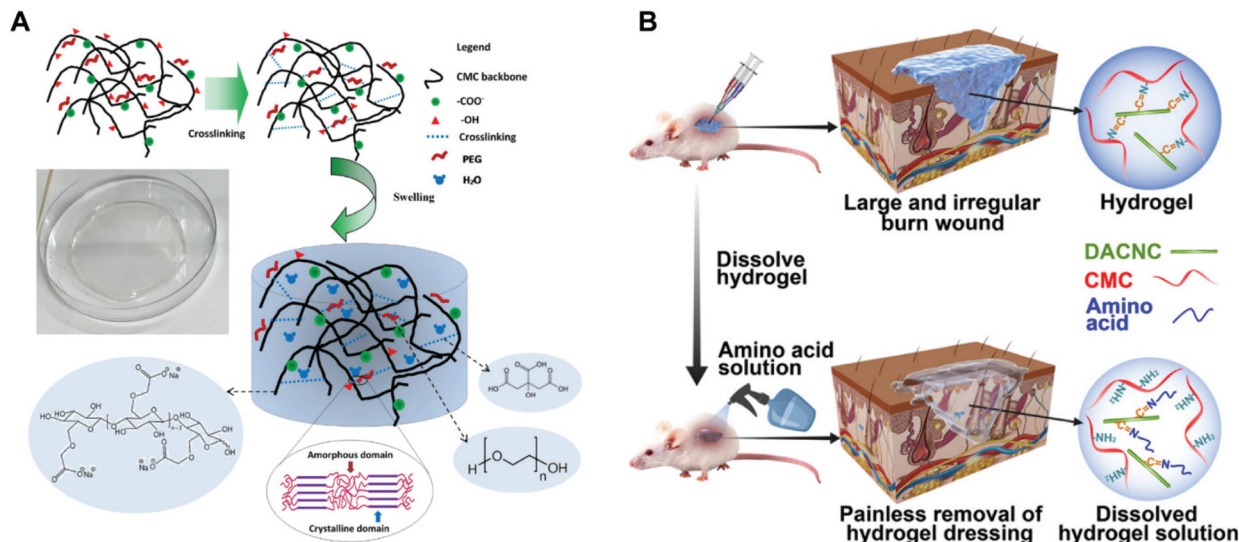 A
Crosslinking
Legend
CMC backbone
-COO⁻
-OH
Crosslinking
PEG
H₂O
Swelling
Amorphous domain
Crystalline domain
B
Large and irregular
burn wound
Hydrogel
Dissolve
hydrogel
DACNC
CMC
Amino
acid
Amino acid
solution
Painless removal of
hydrogel dressing
Dissolved
hydrogel solution